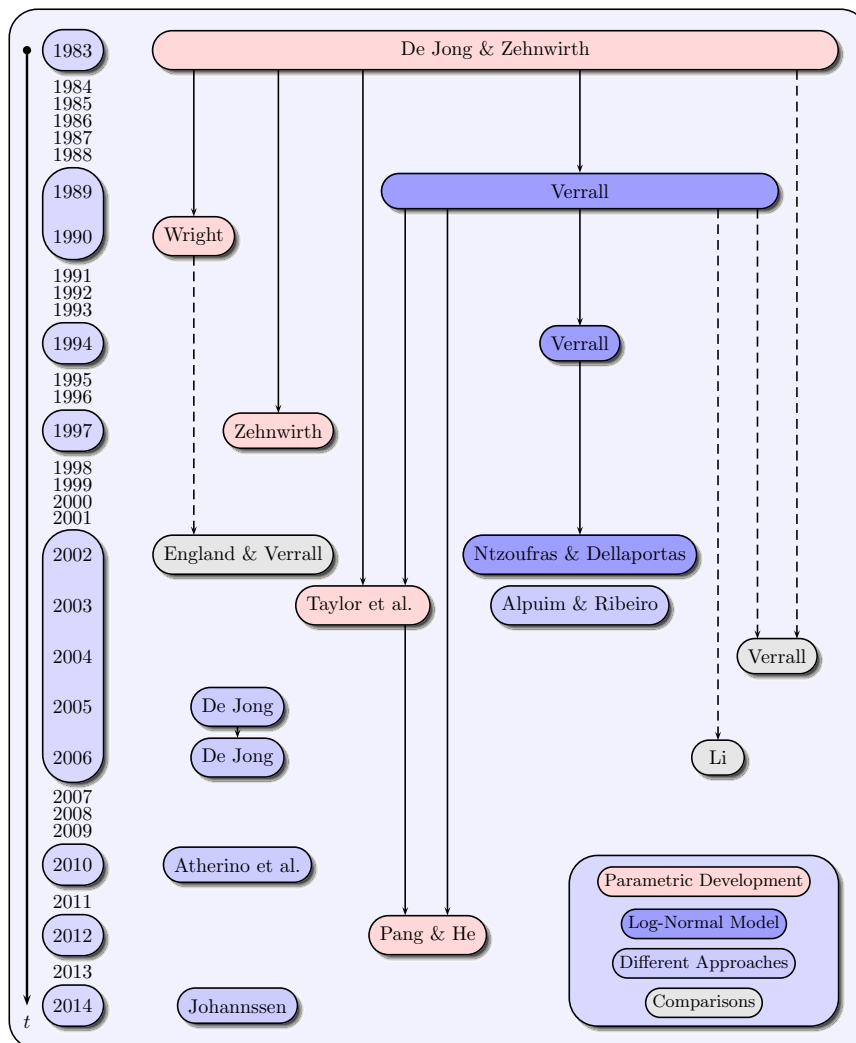 1983 De Jong & Zehnwirth
1984
1985
1986
1987
1988
1989 Verrall
1990 Wright
1991
1992
1993
1994 Verrall
1995
1996
1997 Zehnwirth
1998
1999
2000
2001
2002 England & Verrall Ntzoufras & Dellaportas
2003 Taylor et al. Alpuim & Ribeiro
2004 Verrall
2005 De Jong
2006 De Jong Li
2007
2008
2009
2010 Atherino et al.
2011
2012 Pang & He
2013
2014 Johannssen
t
Parametric Development
Log-Normal Model
Different Approaches
Comparisons